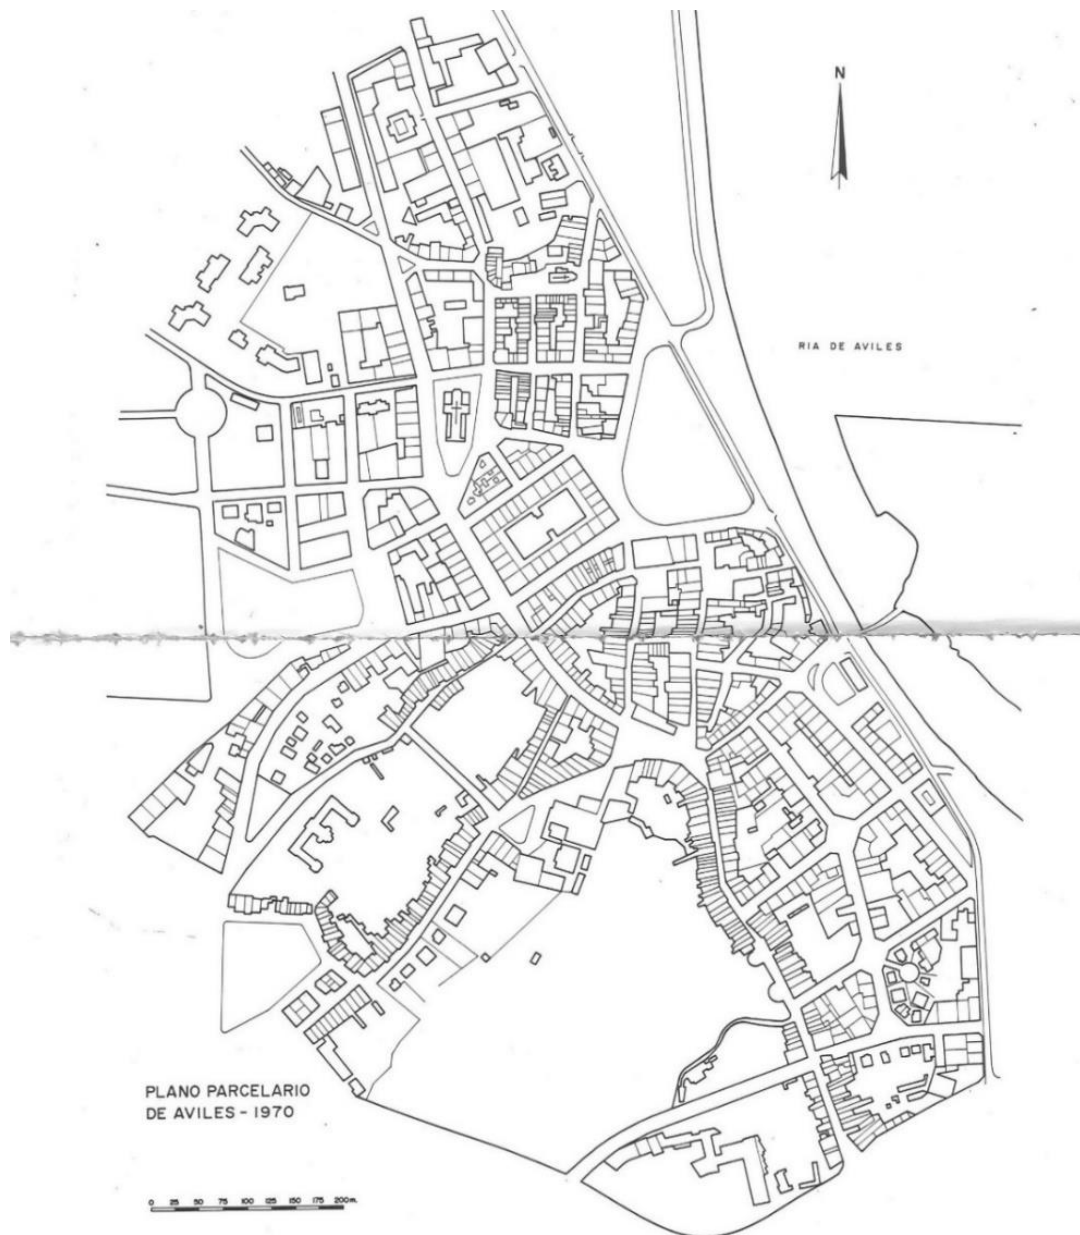 N
RIA DE AVILES
PLANO PARCELARIO
DE AVILES - 1970
0 25 50 75 100 125 150 175 200m.